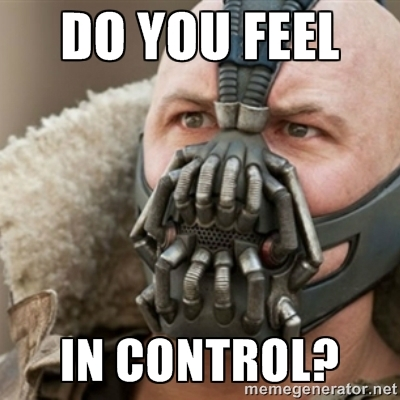 DO YOU FEEL
IN CONTROL?
memegenerator.net